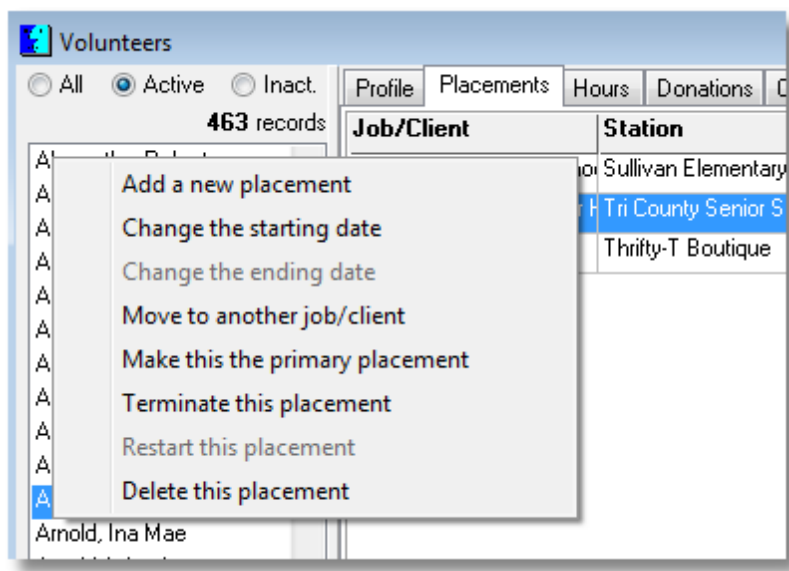 Volunteers
All Active Inact.
Profile Placements Hours Donations
463 records
Job/Client Station
Sullivan Elementary
Tri County Senior S
Thrifty-T Boutique
Add a new placement
Change the starting date
Change the ending date
Move to another job/client
Make this the primary placement
Terminate this placement
Restart this placement
Delete this placement
Arnold, Ina Mae